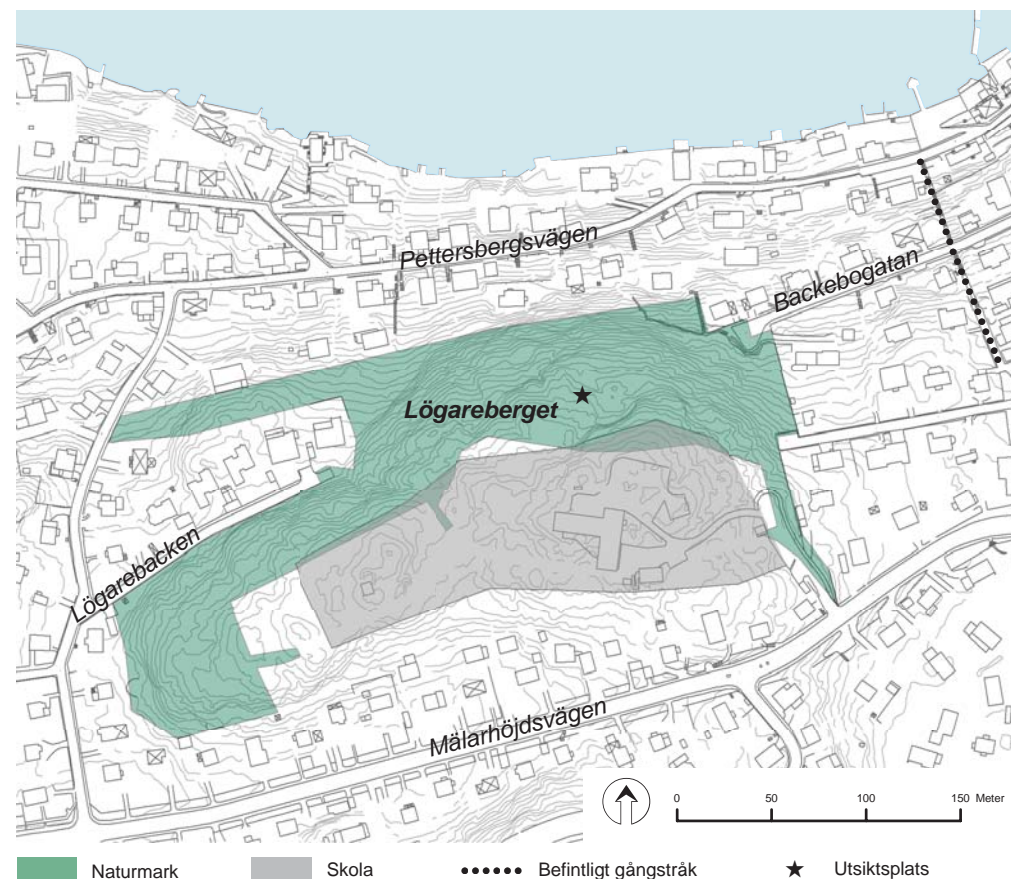 Pettersbergsvägen
Backebogatan
Lögareberget
Lögarebacken
Mälarhöjdsvägen
0 50 100 150 Meter
Naturmark Skola Befintligt gångstråk Utsiktsplats